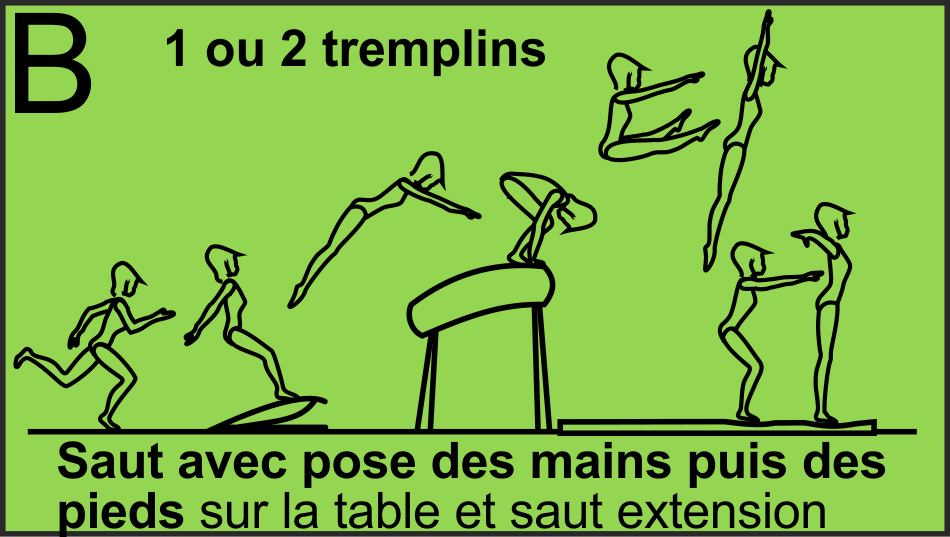 B
1 ou 2 tremplins
Saut avec pose des mains puis des
pieds sur la table et saut extension